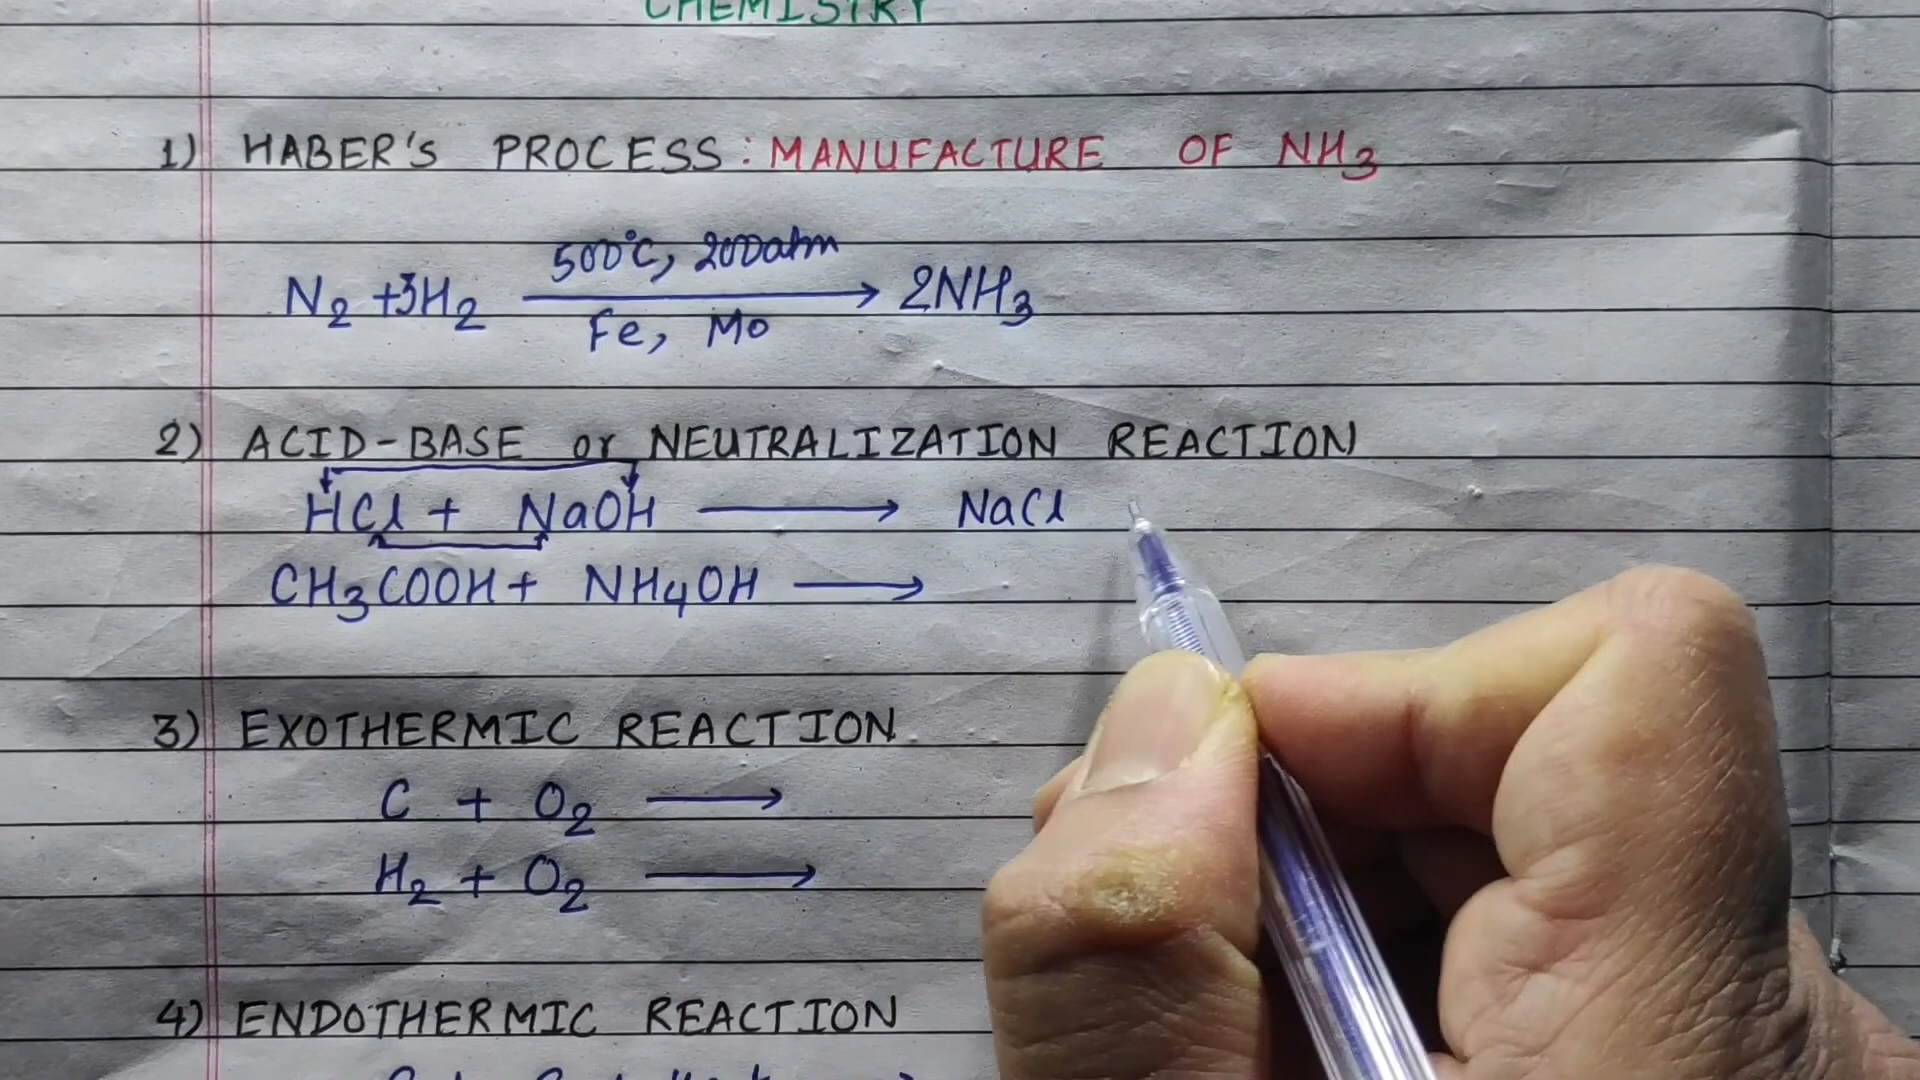 CHEMISTRY
1) HABER'S PROCESS : MANUFACTURE OF NH3
500°C, 200atm
N2 +3H2 ⟶ 2NH3
Fe, Mo
2) ACID-BASE or NEUTRALIZATION REACTION
HCl + NaOH ⟶ NaCl
CH3COOH + NH4OH ⟶
3) EXOTHERMIC REACTION
C + O2 ⟶
H2 + O2 ⟶
4) ENDOTHERMIC REACTION